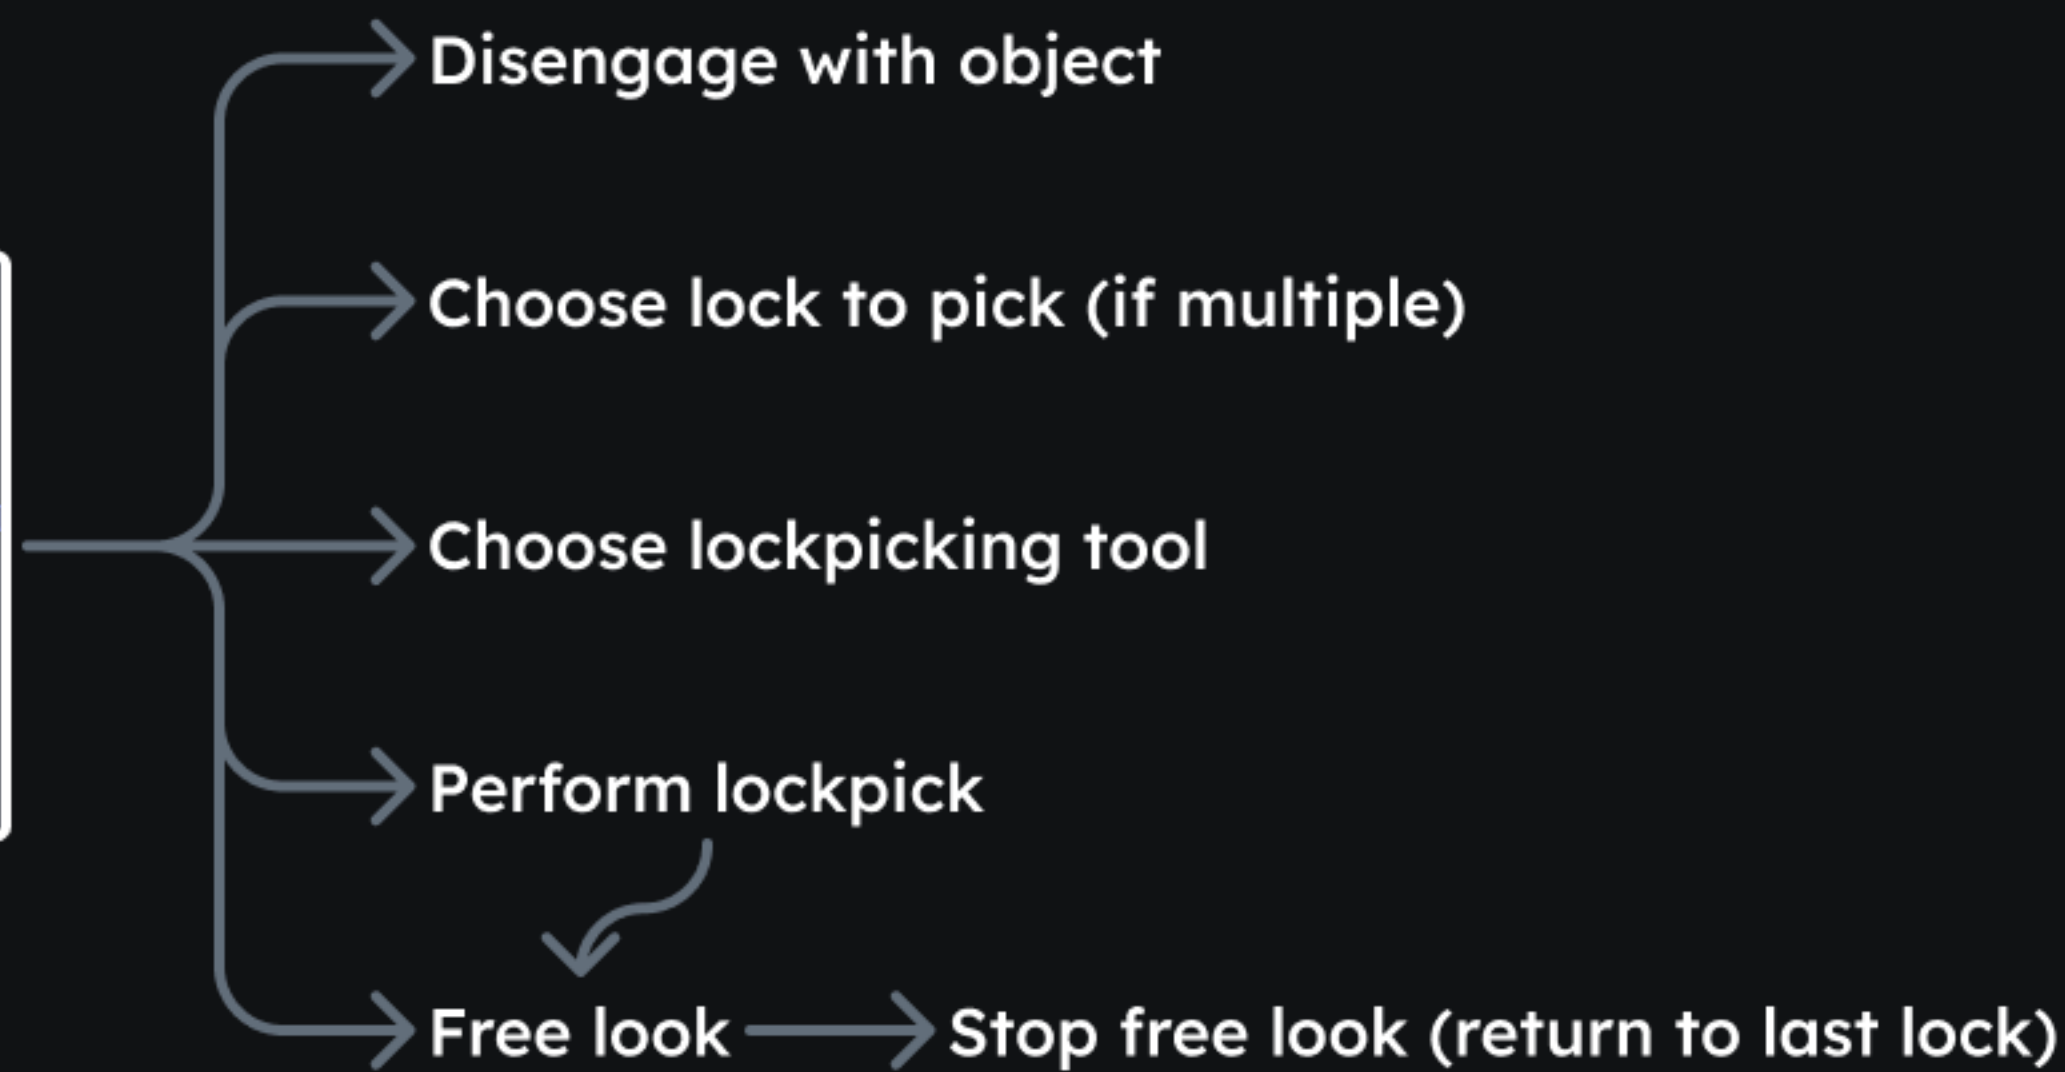 Disengage with object
Choose lock to pick (if multiple)
Choose lockpicking tool
Perform lockpick
Free look
Stop free look (return to last lock)